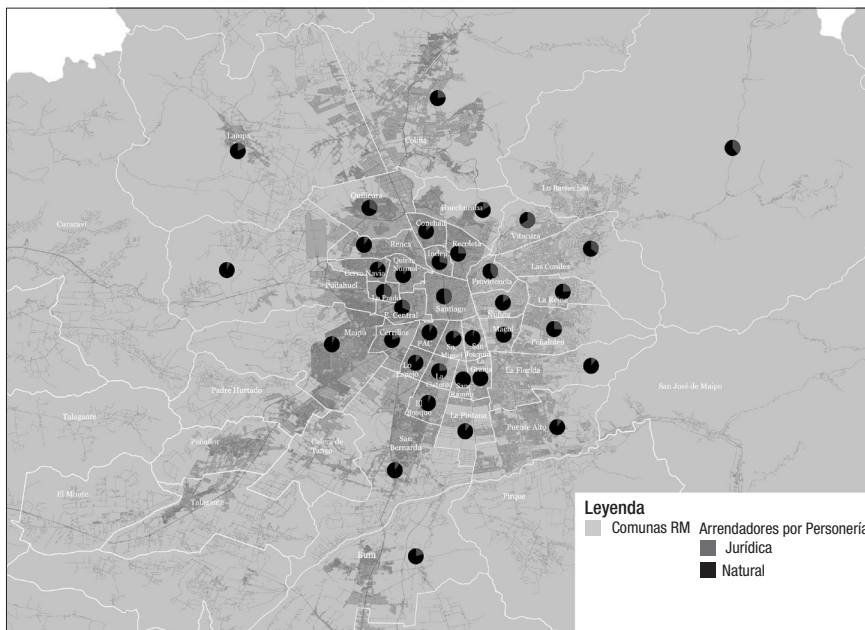 Lampa
Colina
Lo Barnechea
Quilicura
Huechuraba
Curacaví
Conchalí
Vitacura
Renca
Recoleta
Indep.
Las Condes
Quinta
Normal
Cerro Navia
Pudahuel
Providencia
Lo Prado
La Reina
Santiago
E. Central
Ñuñoa
Maipú
Cerrillos
PAC
San
Miguel
San
Joaquín
Macul
Peñalolén
Lo
Espejo
La
Cisterna
La
Granja
San
Ramón
La Florida
Padre Hurtado
San José de Maipo
El
Bosque
Talagante
La Pintana
Puente Alto
Peñaflor
Calera de
Tango
San
Bernardo
El Monte
Talagante
Pirque
Buin
Leyenda
Comunas RM
Arrendadores por Personería
Jurídica
Natural